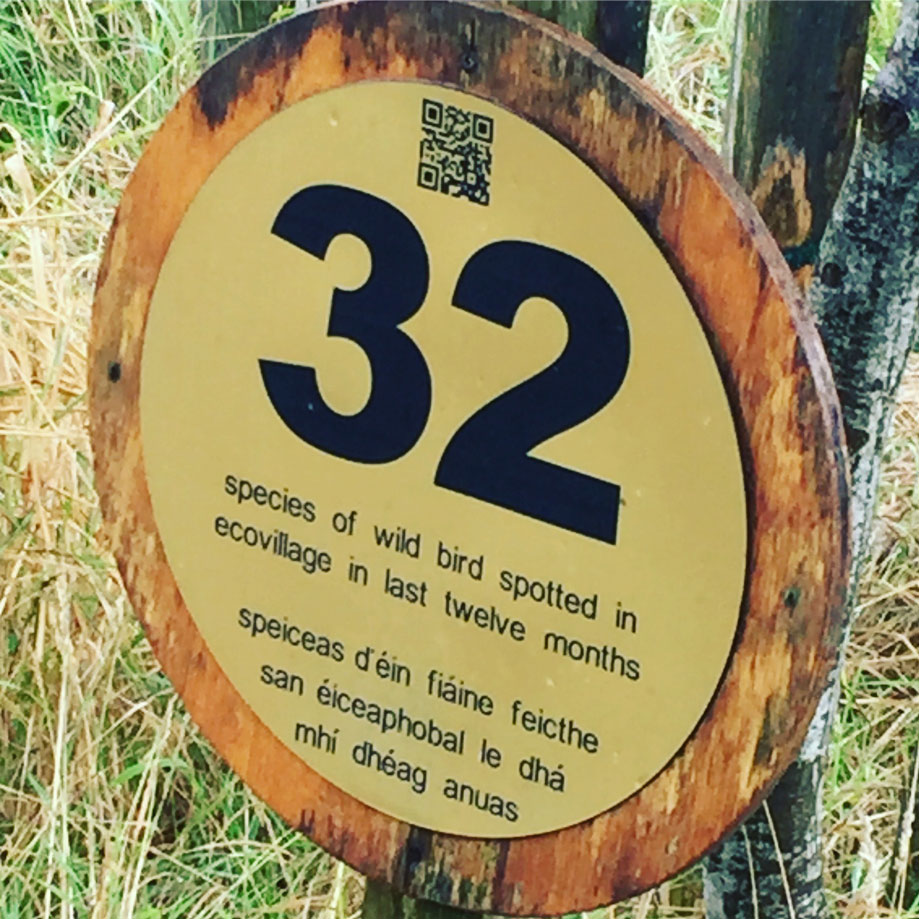 32
species of wild bird spotted in
ecovillage in last twelve months
speiceas d'éin fiáine feicthe
san éiceaphobal le dhá
mhí dhéag anuas